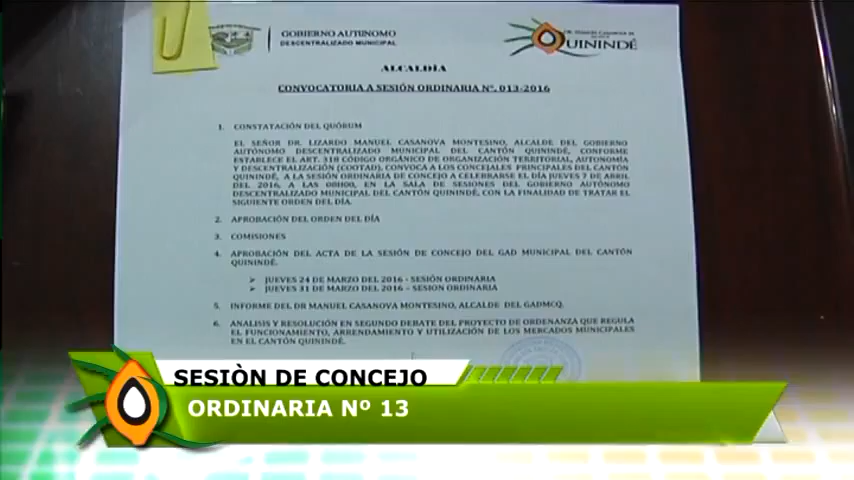 GOBIERNO AUTÓNOMO
DESCENTRALIZADO MUNICIPAL
QUININDÉ
ALCALDÍA
CONVOCATORIA A SESIÓN ORDINARIA Nº. 013-2016
1. CONSTATACIÓN DEL QUÓRUM
EL SEÑOR DR. LIZARDO MANUEL CASANOVA MONTESINO, ALCALDE DEL GOBIERNO
AUTÓNOMO DESCENTRALIZADO MUNICIPAL DEL CANTÓN QUININDÉ, CONFORME
ESTABLECE EL ART. 318 CÓDIGO ORGÁNICO DE ORGANIZACIÓN TERRITORIAL, AUTONOMÍA
Y DESCENTRALIZACIÓN (COOTAD), CONVOCA A LOS CONCEJALES PRINCIPALES DEL CANTÓN
QUININDÉ, A LA SESIÓN ORDINARIA DE CONCEJO A CELEBRARSE EL DÍA JUEVES 7 DE ABRIL
DEL 2016, A LAS 08H00, EN LA SALA DE SESIONES DEL GOBIERNO AUTÓNOMO
DESCENTRALIZADO MUNICIPAL DEL CANTÓN QUININDÉ, CON LA FINALIDAD DE TRATAR EL
SIGUIENTE ORDEN DEL DÍA.
2. APROBACIÓN DEL ORDEN DEL DÍA
3. COMISIONES
4. APROBACIÓN DEL ACTA DE LA SESIÓN DE CONCEJO DEL GAD MUNICIPAL DEL CANTÓN
QUININDÉ.
➢ JUEVES 24 DE MARZO DEL 2016 - SESIÓN ORDINARIA
➢ JUEVES 31 DE MARZO DEL 2016 – SESION ORDINARIA
5. INFORME DEL DR MANUEL CASANOVA MONTESINO, ALCALDE DEL GADMCQ.
6. ANALISIS Y RESOLUCIÓN EN SEGUNDO DEBATE DEL PROYECTO DE ORDENANZA QUE REGULA
EL FUNCIONAMIENTO, ARRENDAMIENTO Y UTILIZACIÓN DE LOS MERCADOS MUNICIPALES
EN EL CANTÓN QUININDÉ.
SESIÒN DE CONCEJO
ORDINARIA Nº 13